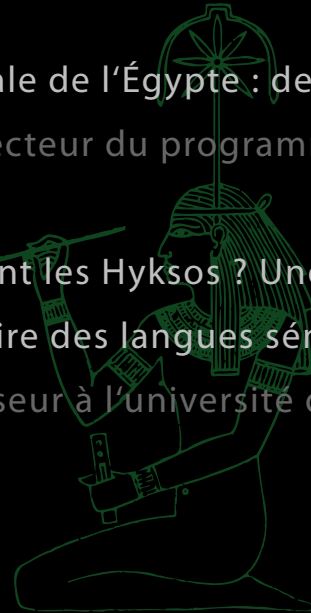 ale de l‘Égypte : de
ecteur du program
nt les Hyksos ? Un
ire des langues sé
seur à l‘université